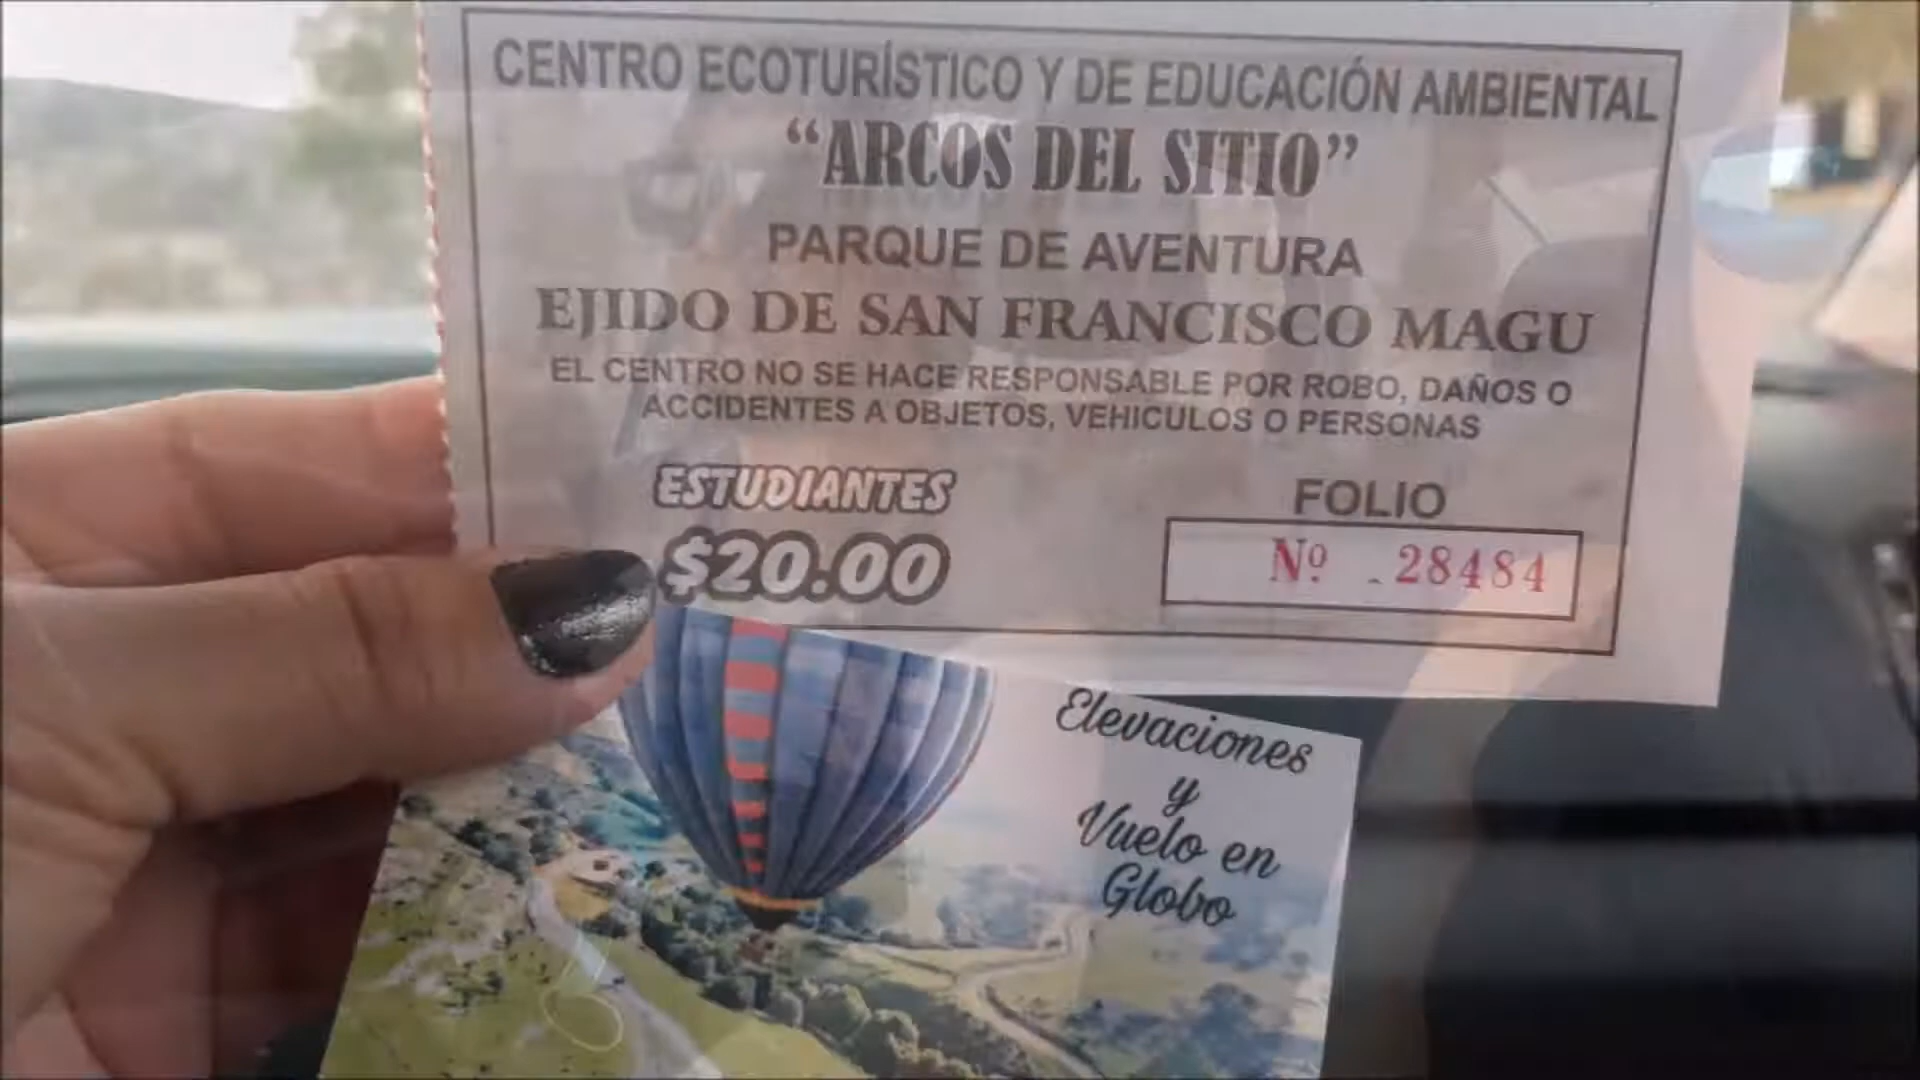 CENTRO ECOTURÍSTICO Y DE EDUCACIÓN AMBIENTAL
“ARCOS DEL SITIO”
PARQUE DE AVENTURA
EJIDO DE SAN FRANCISCO MAGU
EL CENTRO NO SE HACE RESPONSABLE POR ROBO, DAÑOS O
ACCIDENTES A OBJETOS, VEHICULOS O PERSONAS
ESTUDIANTES
$20.00
FOLIO
Nº 28484
Elevaciones
y
Vuelo en
Globo